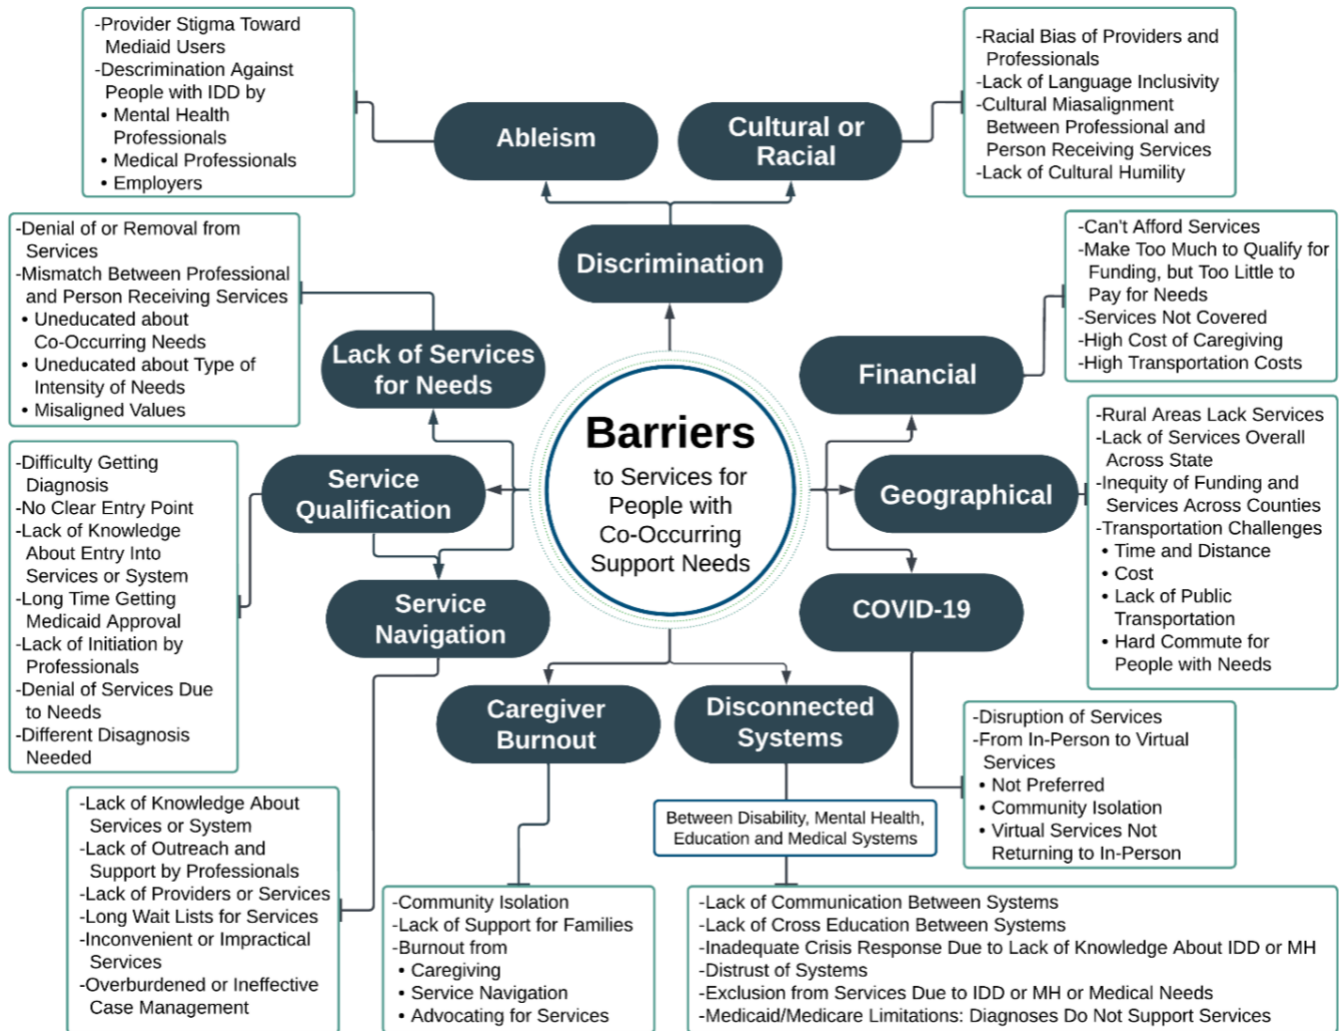 -Provider Stigma Toward
Mediaid Users
-Descrimination Against
People with IDD by
• Mental Health
Professionals
• Medical Professionals
• Employers
Ableism
Cultural or
Racial
-Racial Bias of Providers and
Professionals
-Lack of Language Inclusivity
-Cultural Miasalignment
Between Professional and
Person Receiving Services
-Lack of Cultural Humility
Discrimination
-Denial of or Removal from
Services
-Mismatch Between Professional
and Person Receiving Services
• Uneducated about
Co-Occurring Needs
• Uneducated about Type of
Intensity of Needs
• Misaligned Values
Lack of Services
for Needs
Financial
-Can't Afford Services
-Make Too Much to Qualify for
Funding, but Too Little to
Pay for Needs
-Services Not Covered
-High Cost of Caregiving
-High Transportation Costs
Barriers
to Services for
People with
Co-Occurring
Support Needs
-Difficulty Getting
Diagnosis
-No Clear Entry Point
-Lack of Knowledge
About Entry Into
Services or System
-Long Time Getting
Medicaid Approval
-Lack of Initiation by
Professionals
-Denial of Services Due
to Needs
-Different Disagnosis
Needed
Service
Qualification
Geographical
-Rural Areas Lack Services
-Lack of Services Overall
Across State
-Inequity of Funding and
Services Across Counties
-Transportation Challenges
• Time and Distance
• Cost
• Lack of Public
Transportation
• Hard Commute for
People with Needs
Service
Navigation
COVID-19
Caregiver
Burnout
Disconnected
Systems
-Disruption of Services
-From In-Person to Virtual
Services
• Not Preferred
• Community Isolation
• Virtual Services Not
Returning to In-Person
Between Disability, Mental Health,
Education and Medical Systems
-Lack of Knowledge About
Services or System
-Lack of Outreach and
Support by Professionals
-Lack of Providers or Services
-Long Wait Lists for Services
-Inconvenient or Impractical
Services
-Overburdened or Ineffective
Case Management
-Community Isolation
-Lack of Support for Families
-Burnout from
• Caregiving
• Service Navigation
• Advocating for Services
-Lack of Communication Between Systems
-Lack of Cross Education Between Systems
-Inadequate Crisis Response Due to Lack of Knowledge About IDD or MH
-Distrust of Systems
-Exclusion from Services Due to IDD or MH or Medical Needs
-Medicaid/Medicare Limitations: Diagnoses Do Not Support Services